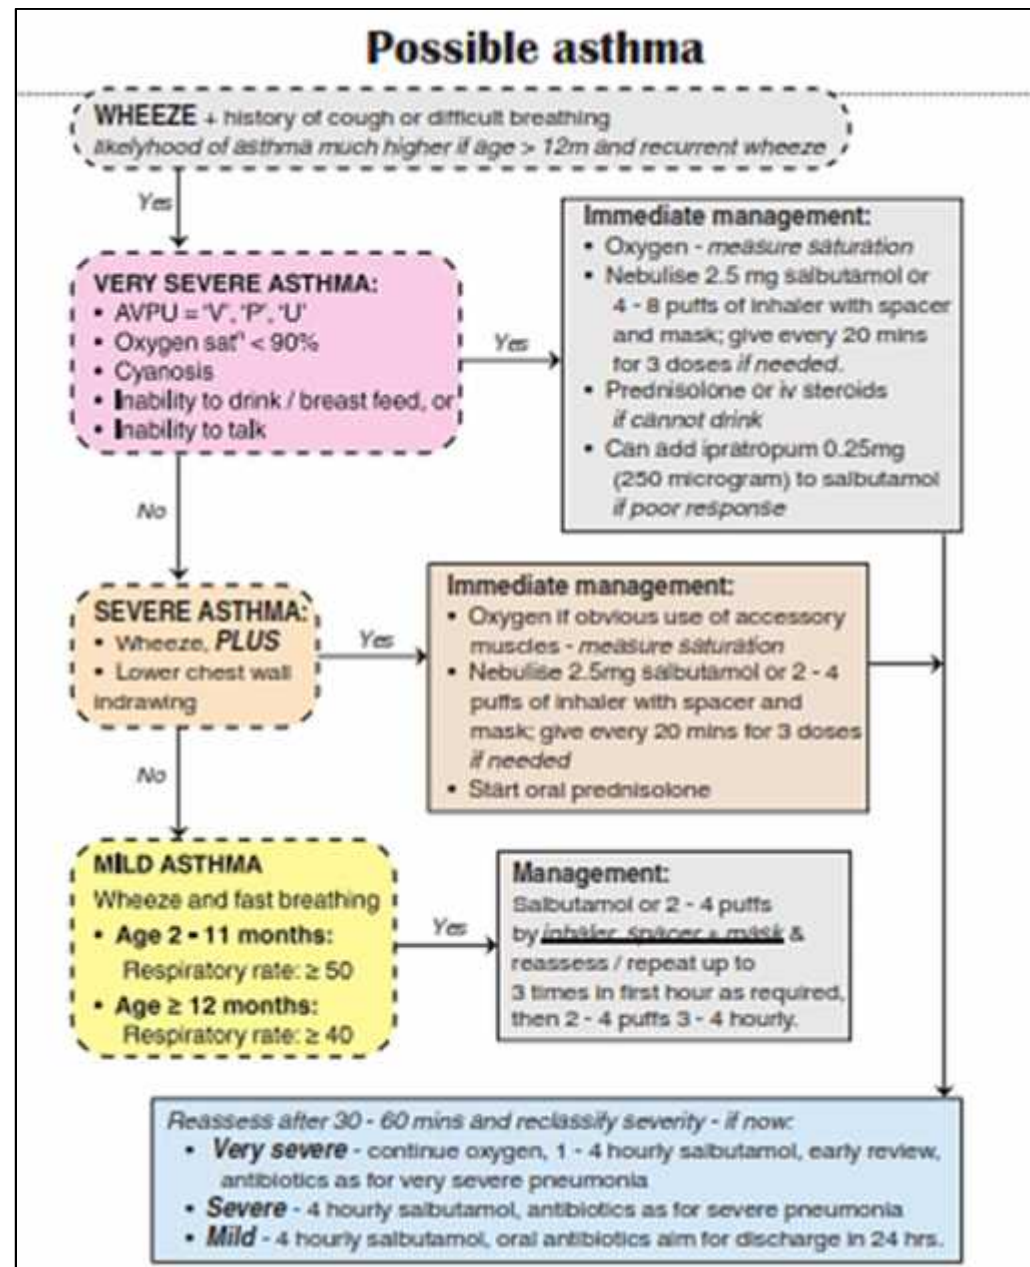 Possible asthma
WHEEZE + history of cough or difficult breathing
likelyhood of asthma much higher if age > 12m and recurrent wheeze
Yes
VERY SEVERE ASTHMA:
• AVPU = 'V', 'P', 'U'
• Oxygen satⁿ < 90%
• Cyanosis
• Inability to drink / breast feed, or
• Inability to talk
Yes
Immediate management:
• Oxygen - measure saturation
• Nebulise 2.5 mg salbutamol or
4 - 8 puffs of inhaler with spacer
and mask; give every 20 mins
for 3 doses if needed.
• Prednisolone or iv steroids
if cannot drink
• Can add ipratropum 0.25mg
(250 microgram) to salbutamol
if poor response
No
SEVERE ASTHMA:
• Wheeze, PLUS
• Lower chest wall
indrawing
Yes
Immediate management:
• Oxygen if obvious use of accessory
muscles - measure saturation
• Nebulise 2.5mg salbutamol or 2 - 4
puffs of inhaler with spacer and
mask; give every 20 mins for 3 doses
if needed
• Start oral prednisolone
No
MILD ASTHMA
Wheeze and fast breathing
• Age 2 - 11 months:
Respiratory rate: ≥ 50
• Age ≥ 12 months:
Respiratory rate: ≥ 40
Yes
Management:
Salbutamol or 2 - 4 puffs
by inhaler, spacer + mask &
reassess / repeat up to
3 times in first hour as required,
then 2 - 4 puffs 3 - 4 hourly.
Reassess after 30 - 60 mins and reclassify severity - if now:
• Very severe - continue oxygen, 1 - 4 hourly salbutamol, early review,
antibiotics as for very severe pneumonia
• Severe - 4 hourly salbutamol, antibiotics as for severe pneumonia
• Mild - 4 hourly salbutamol, oral antibiotics aim for discharge in 24 hrs.